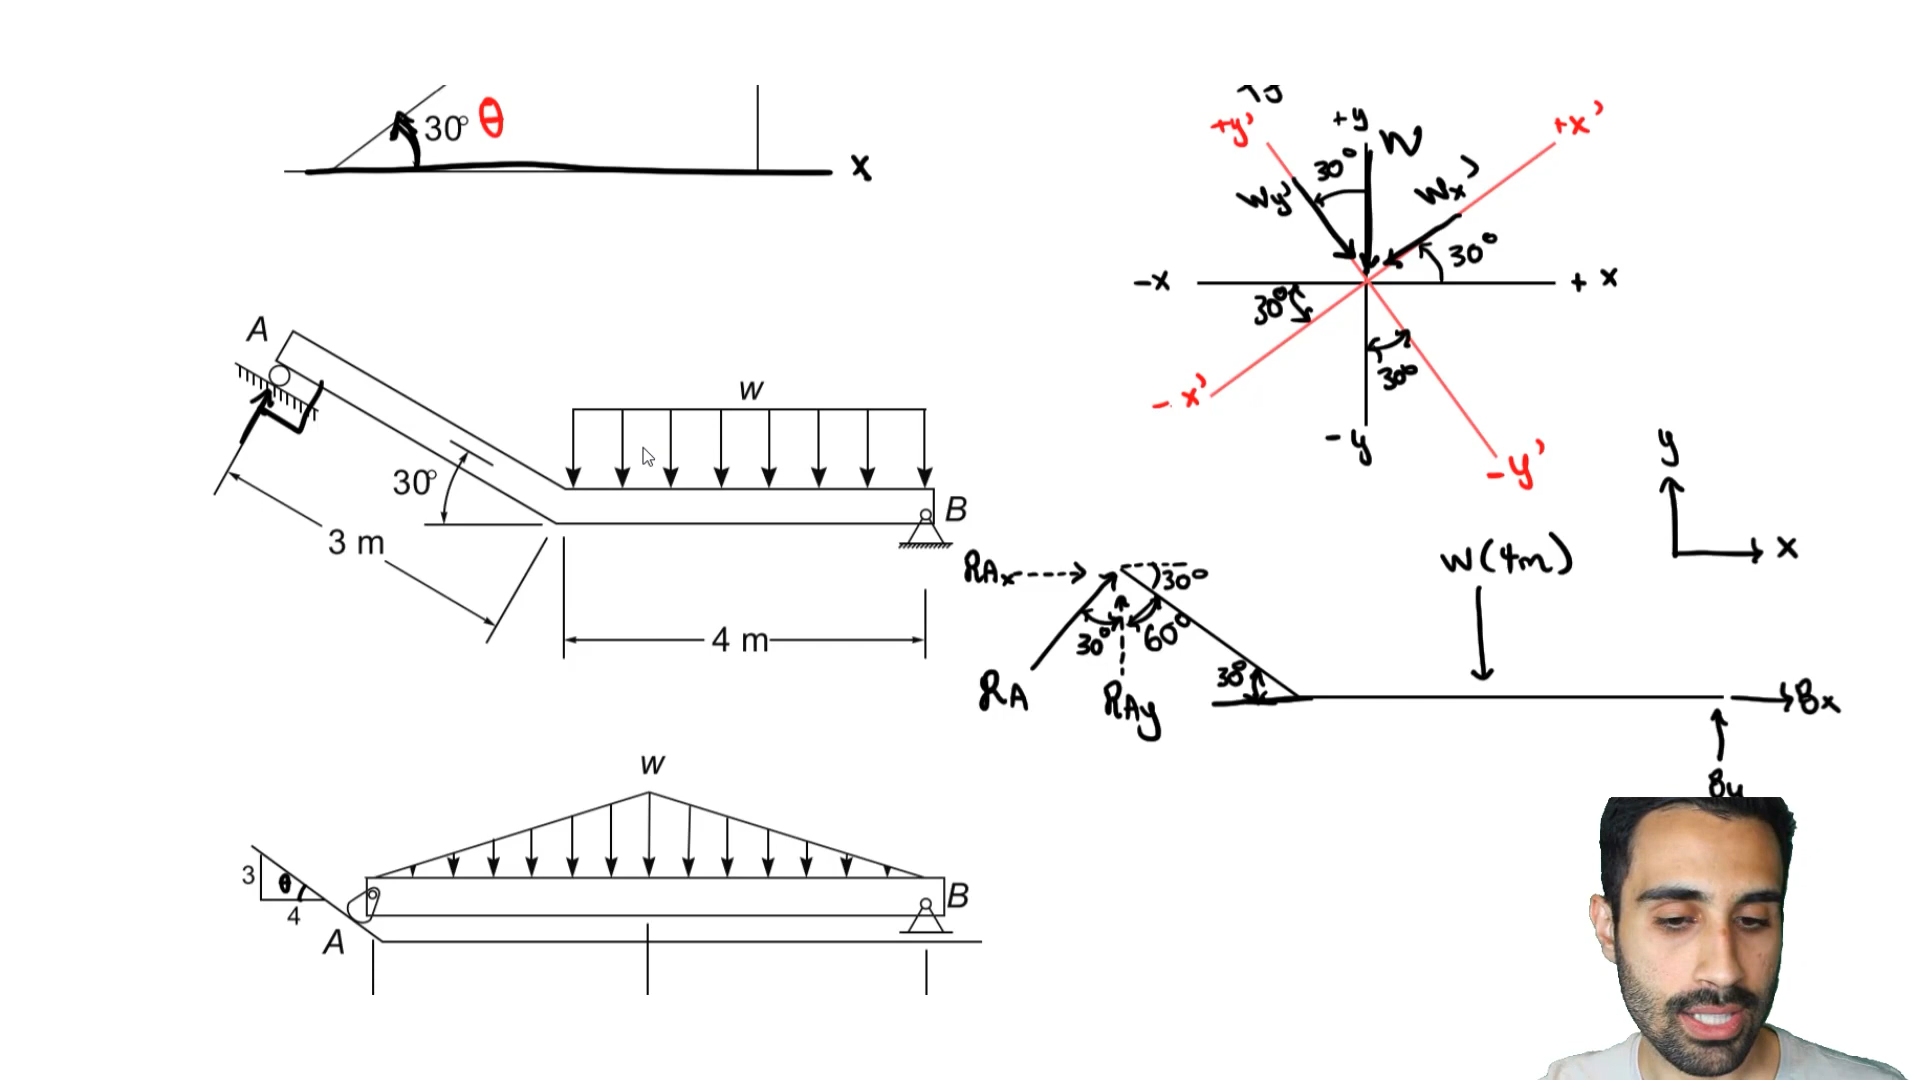 30° θ
x
+y
+y'
+x'
W
30°
Wy'
Wx'
30°
-x
+ x
30°
30°
- x'
-y
-y'
A
w
30°
B
3 m
4 m
y
x
W(4m)
RAx
30°
30°
60°
30°
RA
RAy
Bx
w
3
θ
4
A
B